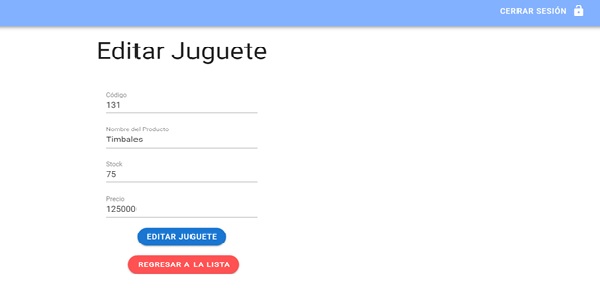 CERRAR SESIÓN
Editar Juguete
Código
131
Nombre del Producto
Timbales
Stock
75
Precio
125000
EDITAR JUGUETE
REGRESAR A LA LISTA